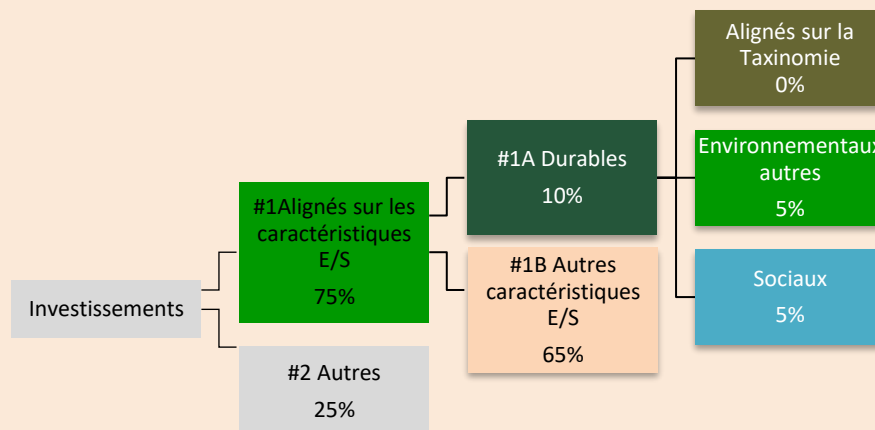 Investissements
#1Alignés sur les
caractéristiques
E/S
75%
#2 Autres
25%
#1A Durables
10%
#1B Autres
caractéristiques
E/S
65%
Alignés sur la
Taxinomie
0%
Environnementaux
autres
5%
Sociaux
5%